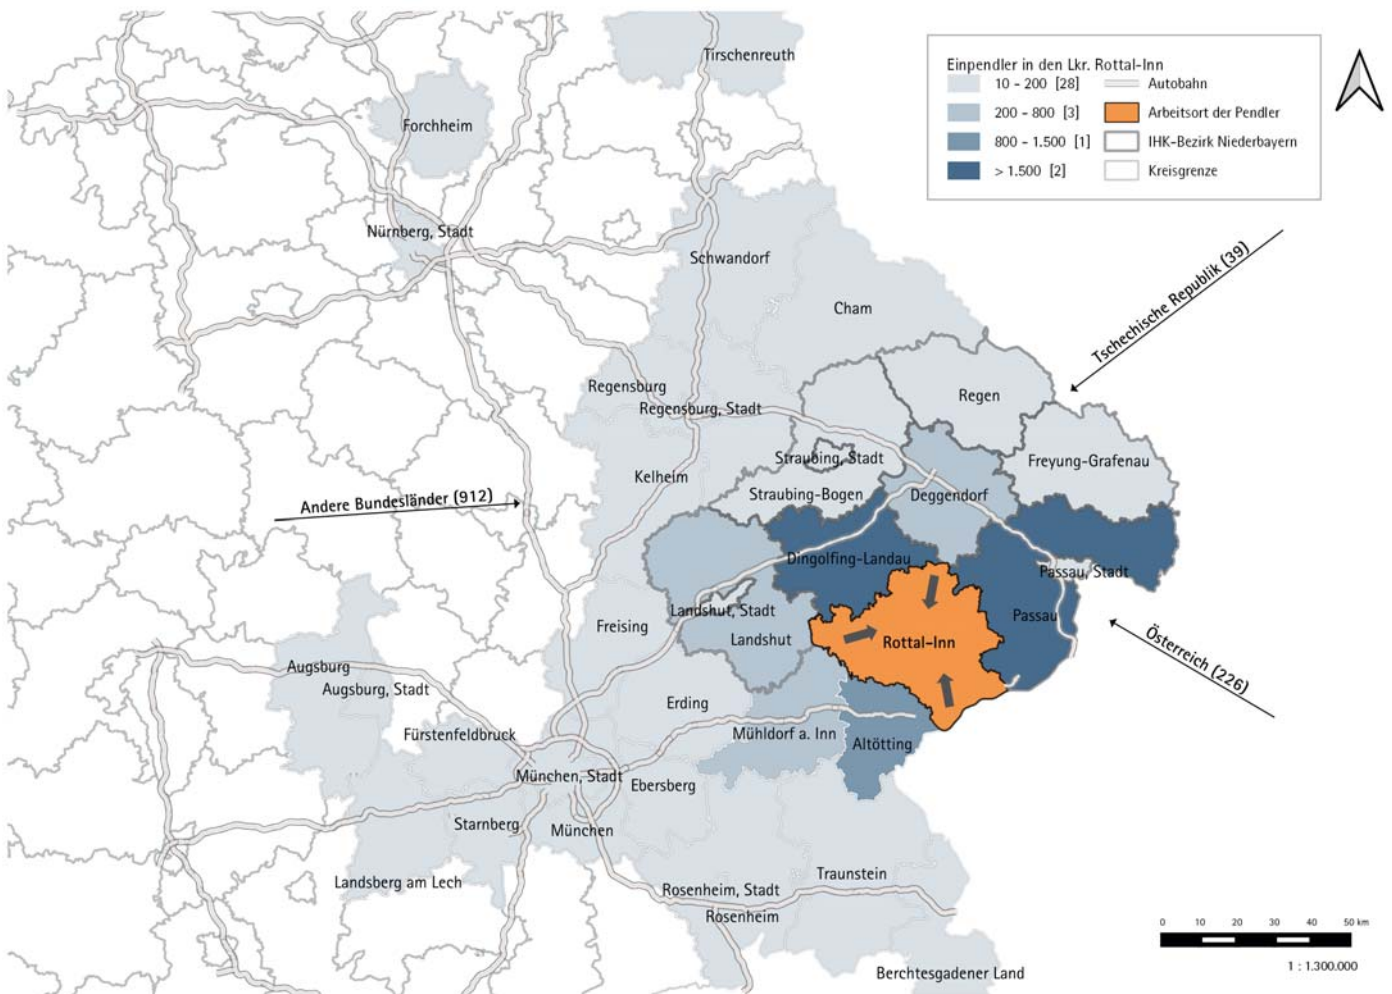 Tirschenreuth
Einpendler in den Lkr. Rottal-Inn
10 - 200 [28]
Autobahn
200 - 800 [3]
Arbeitsort der Pendler
800 - 1.500 [1]
IHK-Bezirk Niederbayern
> 1.500 [2]
Kreisgrenze
Forchheim
Nürnberg, Stadt
Schwandorf
Tschechische Republik (39)
Cham
Regensburg
Regen
Regensburg, Stadt
Straubing, Stadt
Freyung-Grafenau
Kelheim
Straubing-Bogen
Deggendorf
Andere Bundesländer (912)
Dingolfing-Landau
Passau, Stadt
Landshut, Stadt
Passau
Freising
Landshut
Rottal-Inn
Österreich (226)
Augsburg
Augsburg, Stadt
Erding
Fürstenfeldbruck
Mühldorf a. Inn
Altötting
München, Stadt
Ebersberg
Starnberg
München
Traunstein
Landsberg am Lech
Rosenheim, Stadt
Rosenheim
0 10 20 30 40 50 km
1 : 1.300.000
Berchtesgadener Land